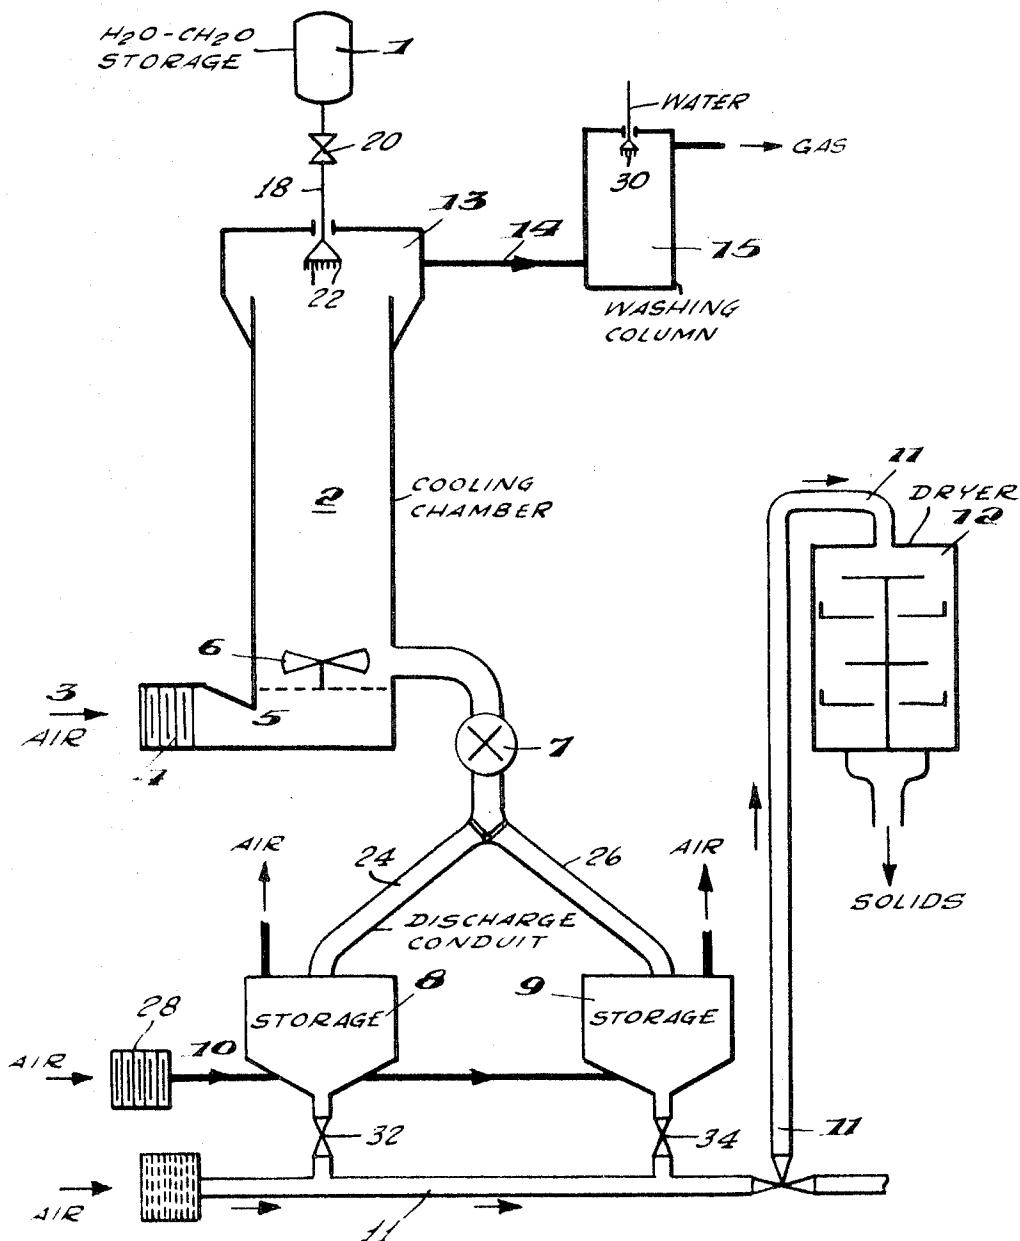 H₂O-CH₂O
STORAGE
1
20
18
13
22
14
WATER
GAS
30
15
WASHING
COLUMN
2
COOLING
CHAMBER
11
DRYER
12
6
3
AIR
5
4
7
AIR
24
26
AIR
SOLIDS
DISCHARGE
CONDUIT
8
STORAGE
9
STORAGE
28
10
AIR
32
34
11
AIR
11